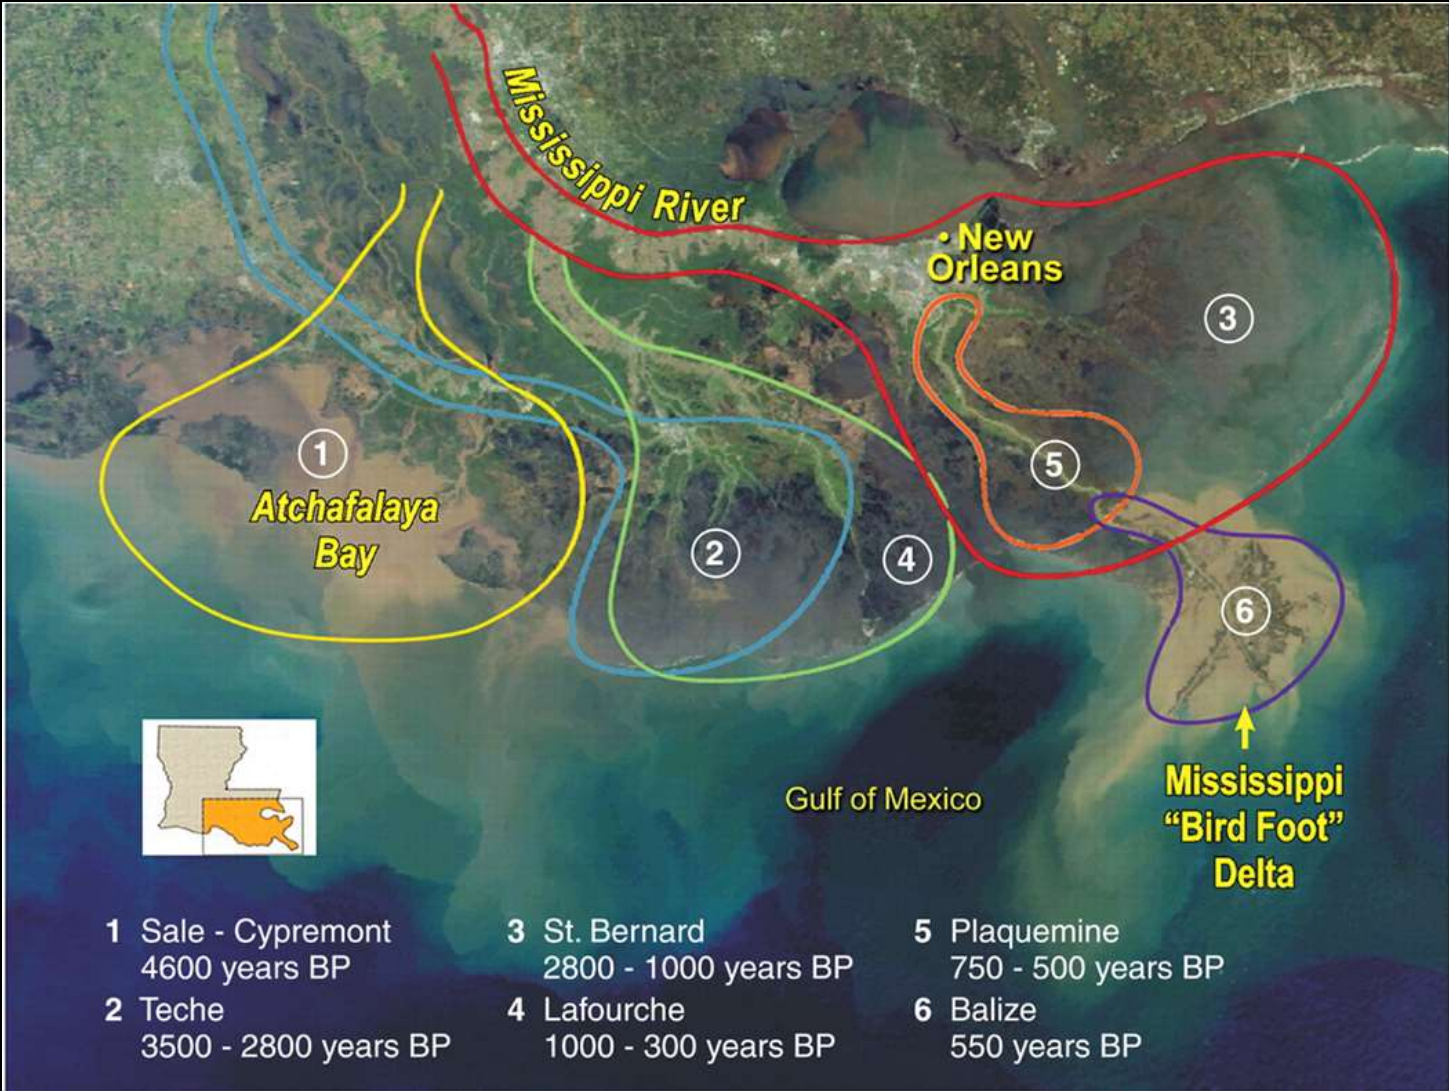 Mississippi River
• New
Orleans
3
1
Atchafalaya
Bay
5
2
4
6
Gulf of Mexico
Mississippi
“Bird Foot”
Delta
1 Sale - Cypremont
4600 years BP
2 Teche
3500 - 2800 years BP
3 St. Bernard
2800 - 1000 years BP
4 Lafourche
1000 - 300 years BP
5 Plaquemine
750 - 500 years BP
6 Balize
550 years BP